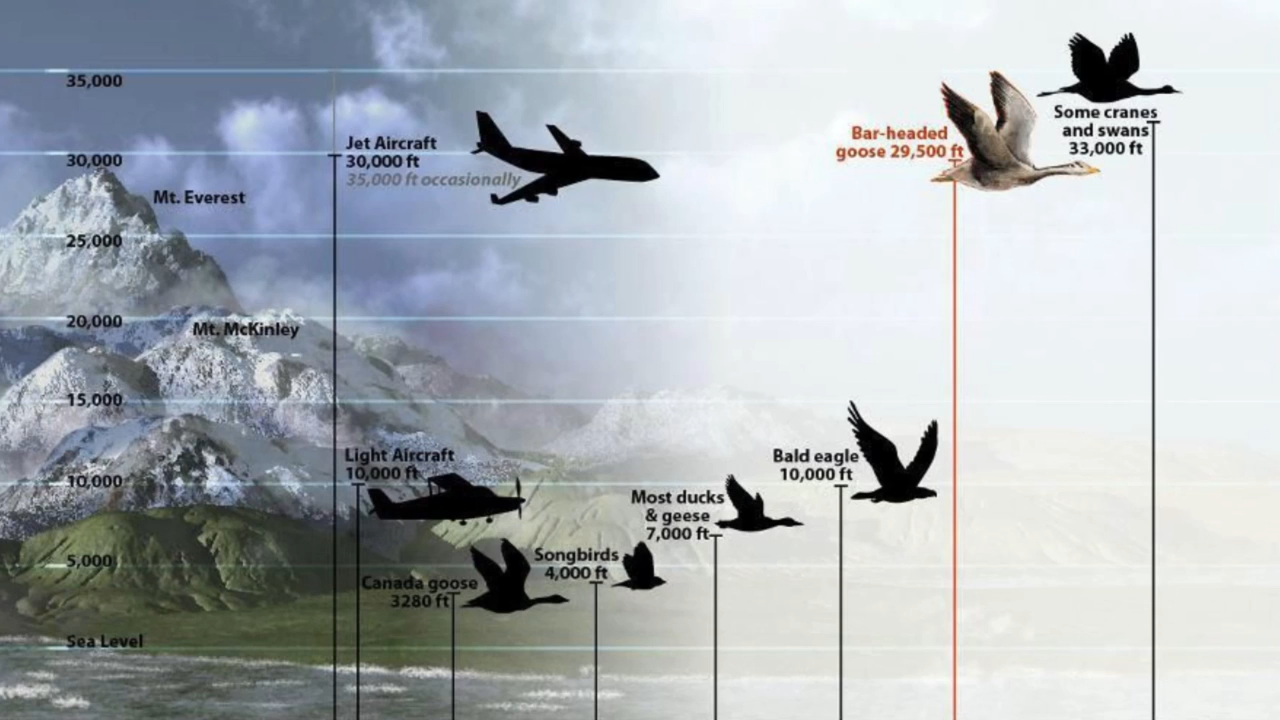 35,000
30,000
25,000
20,000
15,000
10,000
5,000
Sea Level
Mt. Everest
Mt. McKinley
Jet Aircraft
30,000 ft
35,000 ft occasionally
Light Aircraft
10,000 ft
Canada goose
3280 ft
Songbirds
4,000 ft
Most ducks
& geese
7,000 ft
Bald eagle
10,000 ft
Bar-headed
goose 29,500 ft
Some cranes
and swans
33,000 ft